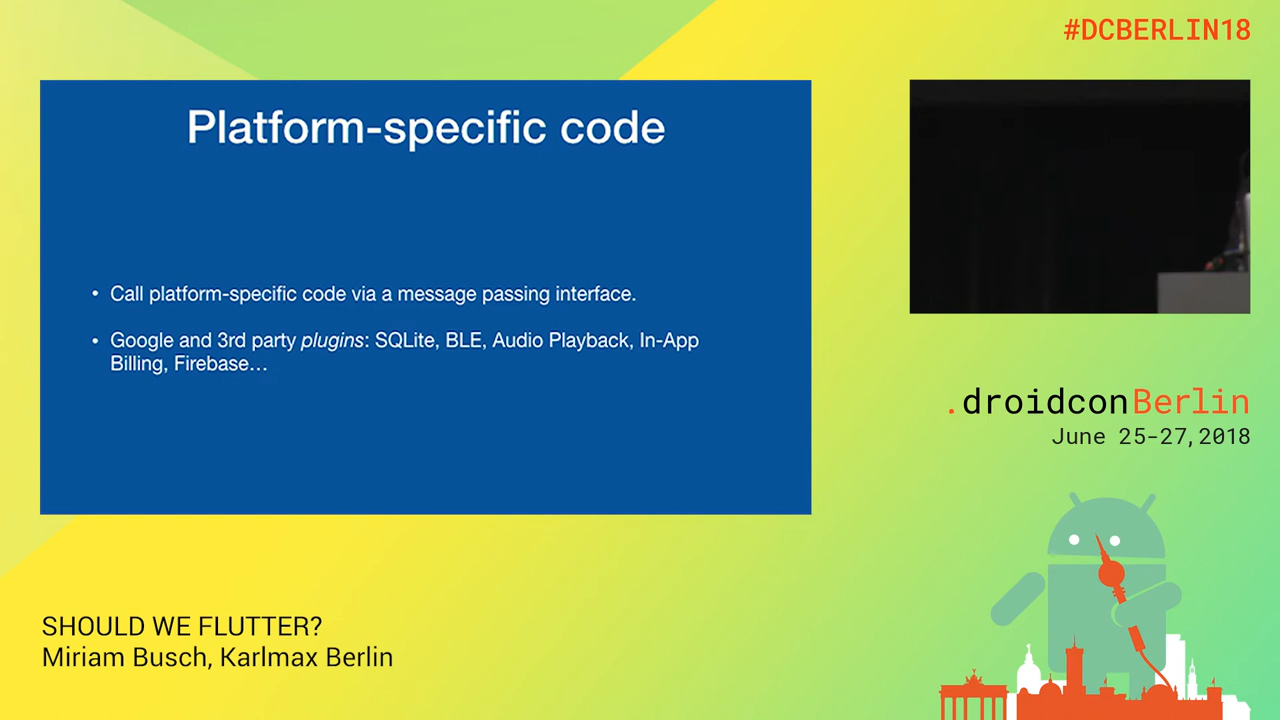 #DCBERLIN18
Platform-specific code
• Call platform-specific code via a message passing interface.
• Google and 3rd party plugins: SQLite, BLE, Audio Playback, In-App
Billing, Firebase…
.droidconBerlin
June 25-27, 2018
SHOULD WE FLUTTER?
Miriam Busch, Karlmax Berlin